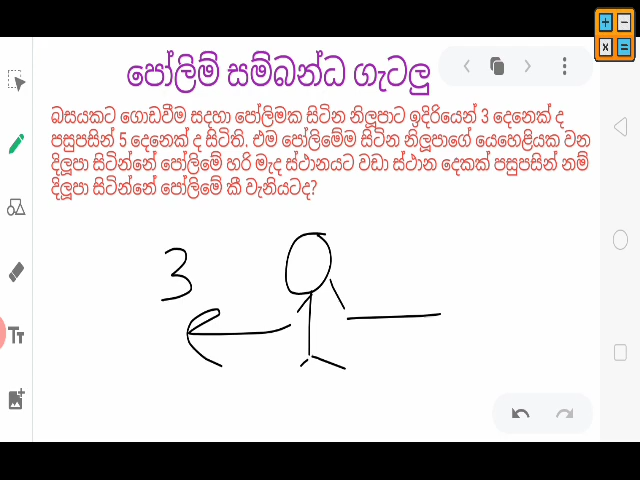 පෝලිම් සම්බන්ධ ගැටලු
බසයකට ගොඩවීම සදහා පෝලිමක සිටින නිලූපාට ඉදිරියෙන් 3 දෙනෙක් ද
පසුපසින් 5 දෙනෙක් ද සිටිති. එම පෝලිමේම සිටින නිලූපාගේ යෙහෙළියක වන
දිලූපා සිටින්නේ පෝලිමේ හරි මැද ස්ථානයට වඩා ස්ථාන දෙකක් පසුපසින් නම්
දිලූපා සිටින්නේ පෝලිමේ කී වැනියටද?
3